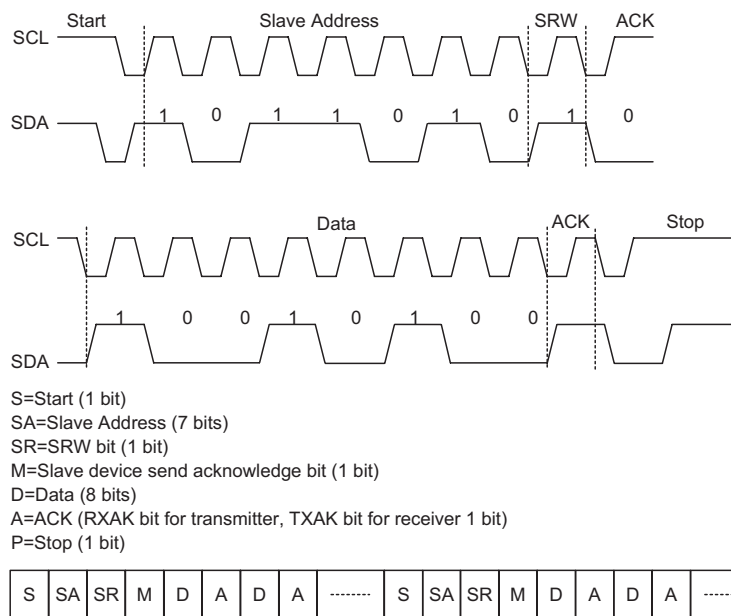 Start Slave Address SRW ACK
SCL
1 0 1 1 0 1 0 1 0
SDA
Data ACK Stop
SCL
1 0 0 1 0 1 0 0
SDA
S=Start (1 bit)
SA=Slave Address (7 bits)
SR=SRW bit (1 bit)
M=Slave device send acknowledge bit (1 bit)
D=Data (8 bits)
A=ACK (RXAK bit for transmitter, TXAK bit for receiver 1 bit)
P=Stop (1 bit)
S SA SR M D A D A ........ S SA SR M D A D A .....